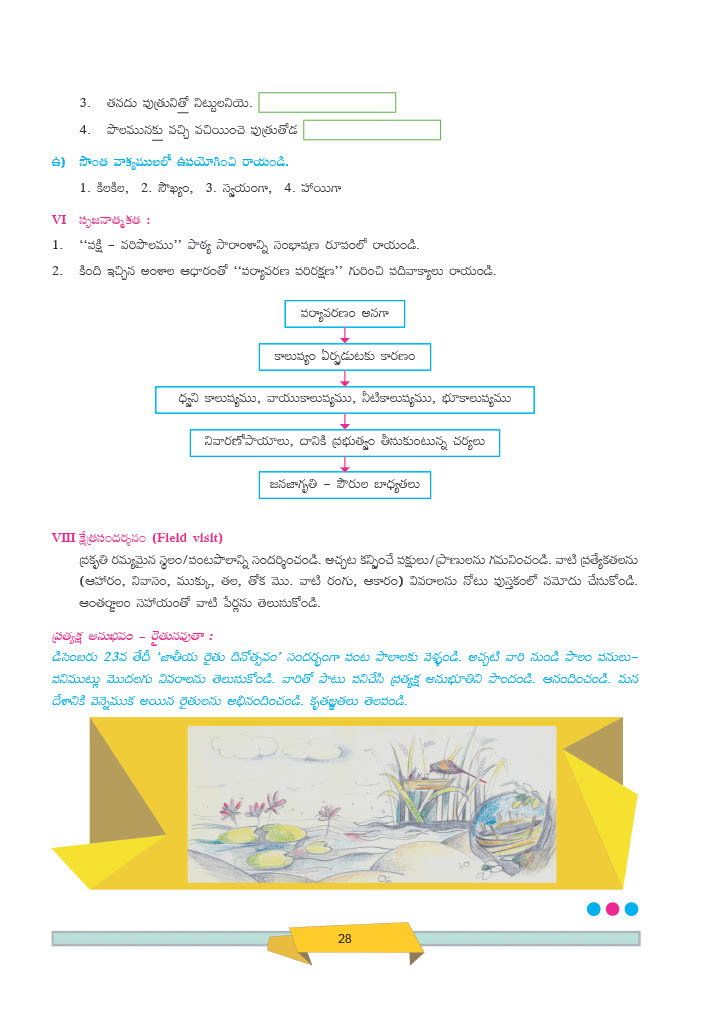 3. తనదు పుత్రునితో నిట్టులనియె.
4. పొలమునకు వచ్చి వచియించె పుత్రుతోడ
ఉ) సొంత వాక్యములలో ఉపయోగించి రాయండి.
1. కిలకిల, 2. సౌఖ్యం, 3. స్వయంగా, 4. హాయిగా
VI సృజనాత్మకత :
1. ‘‘పక్షి – వరిపొలము’’ పాఠ్య సారాంశాన్ని సంభాషణ రూపంలో రాయండి.
2. కింది ఇచ్చిన అంశాల ఆధారంతో ‘‘పర్యావరణ పరిరక్షణ’’ గురించి పదివాక్యాలు రాయండి.
పర్యావరణం అనగా
కాలుష్యం ఏర్పడుటకు కారణం
ధ్వని కాలుష్యము, వాయుకాలుష్యము, నీటికాలుష్యము, భూకాలుష్యము
నివారణోపాయాలు, దానికి ప్రభుత్వం తీసుకుంటున్న చర్యలు
జనజాగృతి – పౌరుల బాధ్యతలు
VIII క్షేత్రసందర్శనం (Field visit)
ప్రకృతి రమ్యమైన స్థలం/పంటపొలాన్ని సందర్శించండి. అచ్చట కన్పించే పక్షులు/ప్రాణులను గమనించండి. వాటి ప్రత్యేకతలను
(ఆహారం, నివాసం, ముక్కు, తల, తోక మొ. వాటి రంగు, ఆకారం) వివరాలను నోటు పుస్తకంలో నమోదు చేసుకోండి.
ఆంతర్జాలం సహాయంతో వాటి పేర్లను తెలుసుకోండి.
ప్రత్యక్ష అనుభవం – రైతునవుతా :
డిసెంబరు 23వ తేదీ ‘జాతీయ రైతు దినోత్సవం’ సందర్భంగా పంట పొలాలకు వెళ్ళండి. అచ్చటి వారి నుండి పొలం పనులు–
పనిముట్లు మొదలగు వివరాలను తెలుసుకోండి. వారితో పాటు పనిచేసి ప్రత్యక్ష అనుభూతిని పొందండి. ఆనందించండి. మన
దేశానికి వెన్నెముక అయిన రైతులను అభినందించండి. కృతజ్ఞతలు తెలపండి.
28